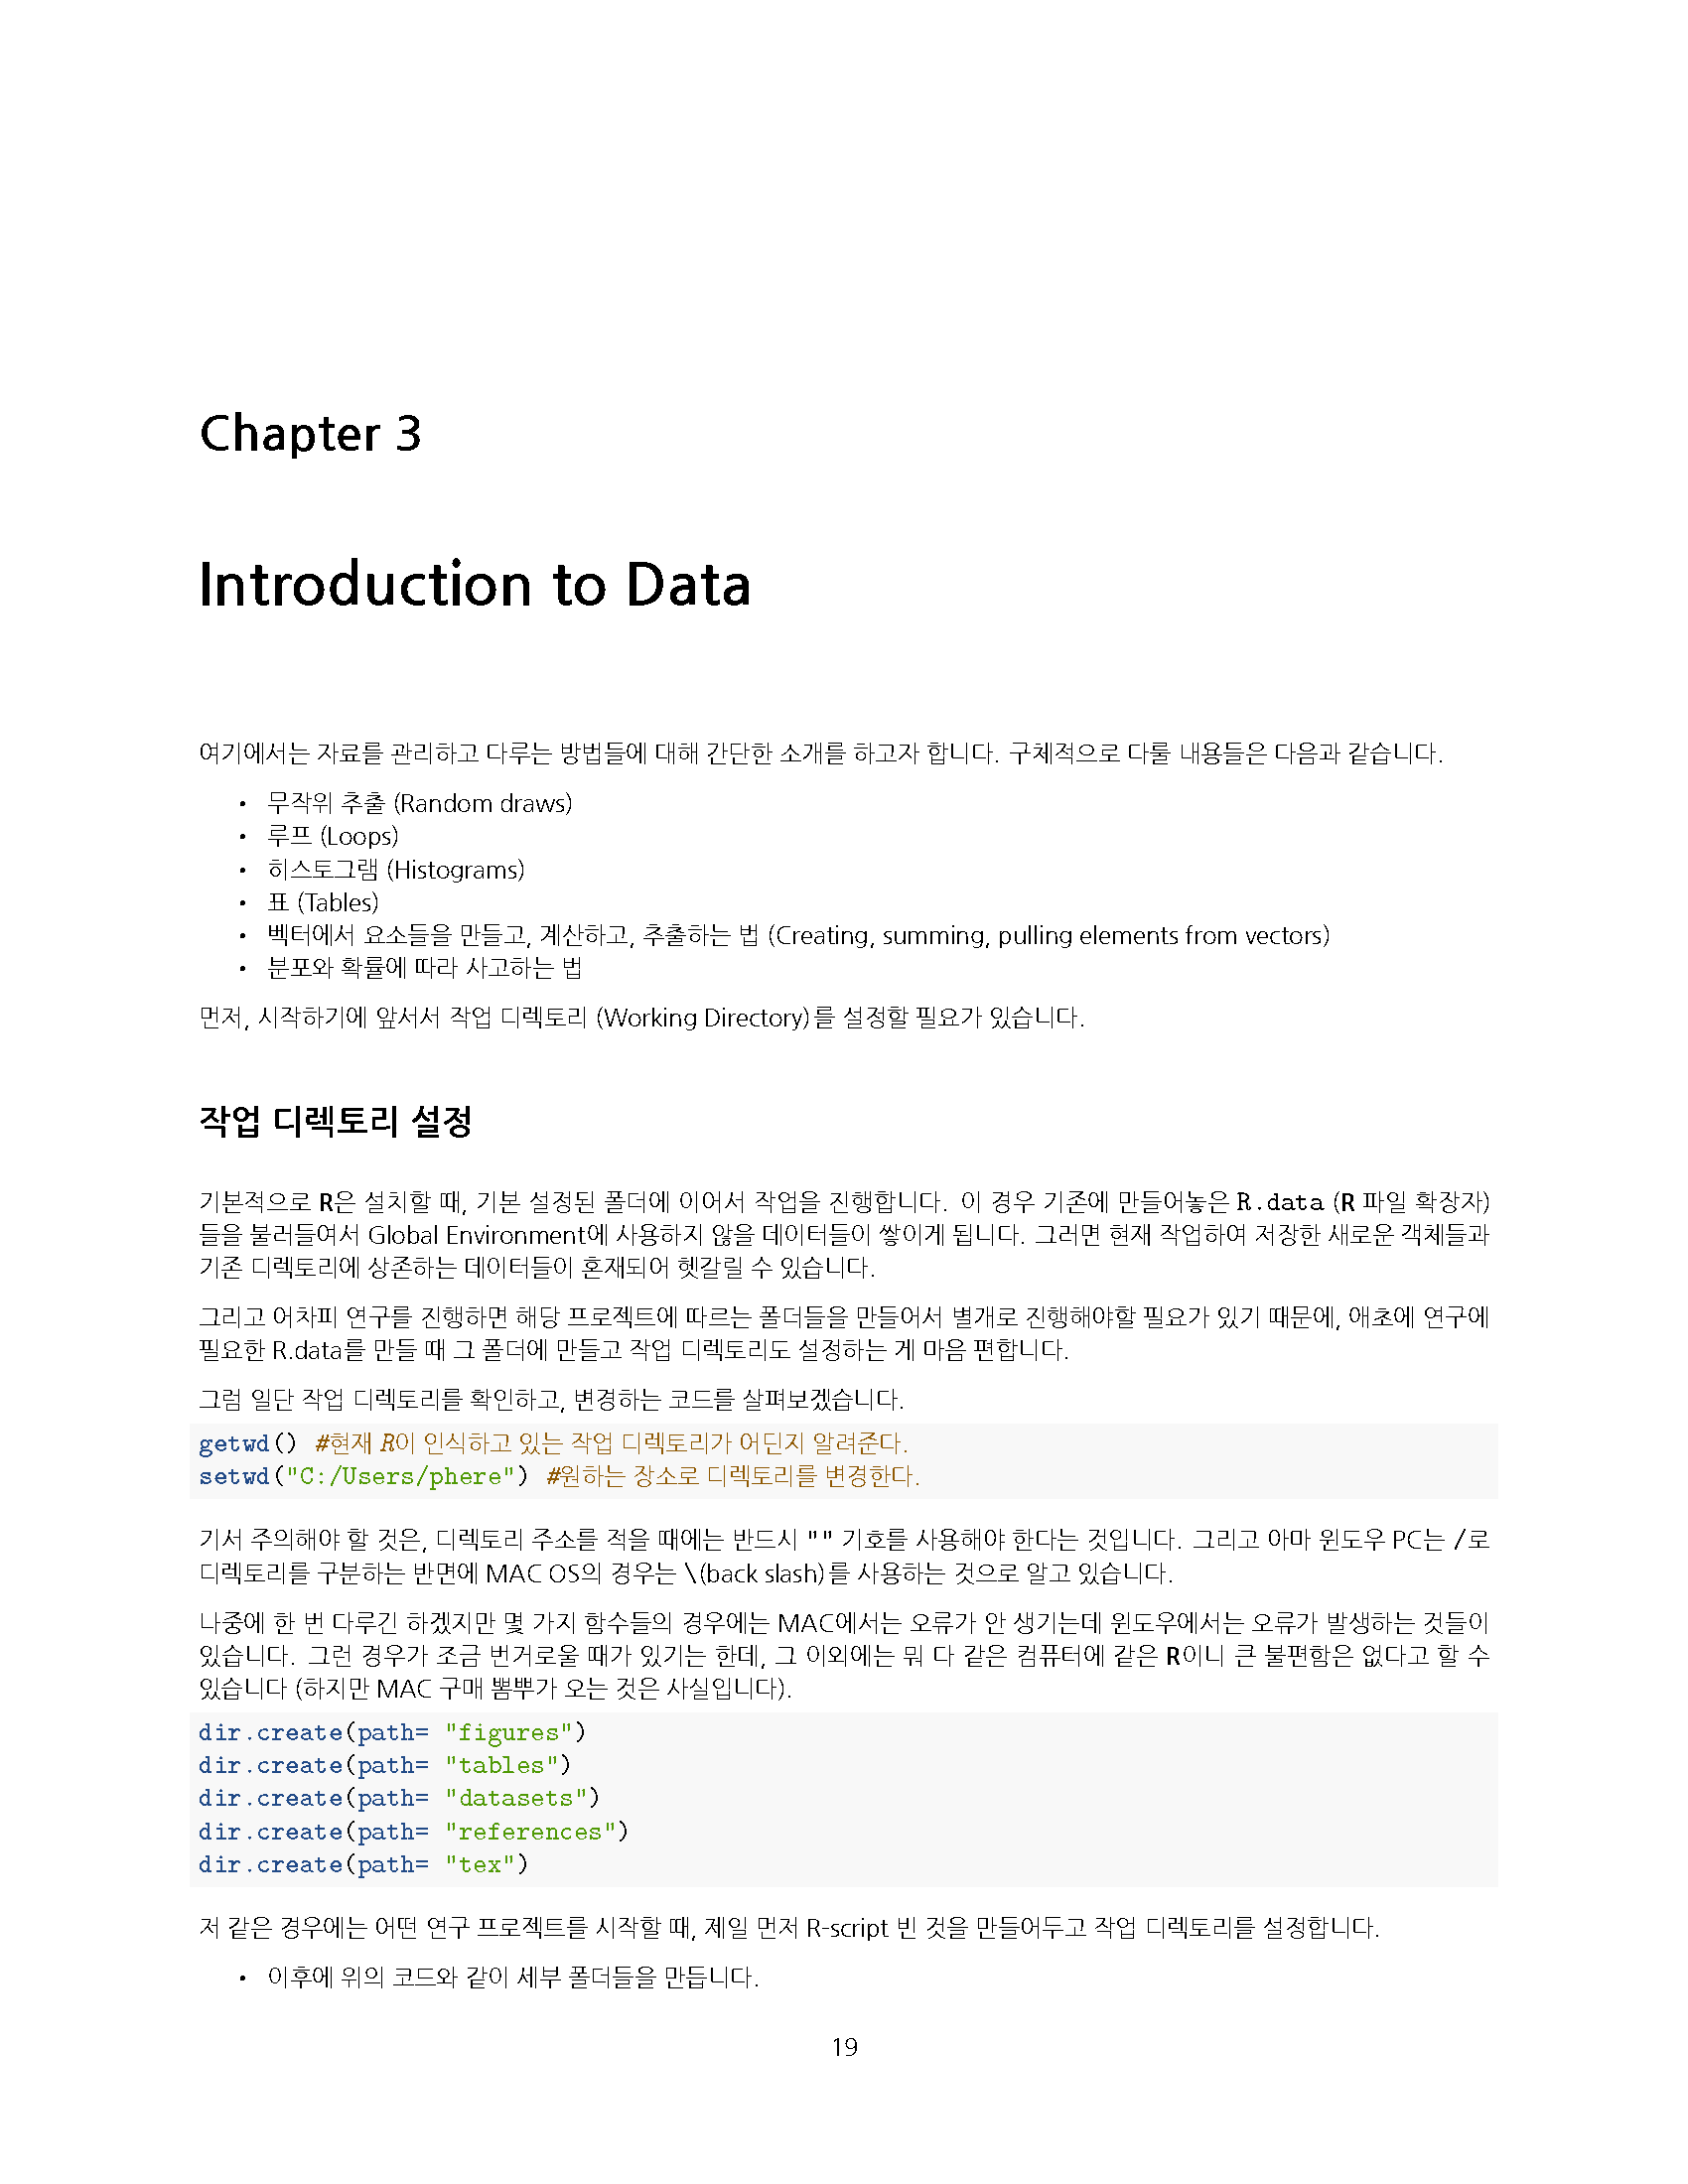 Chapter 3
Introduction to Data
여기에서는 자료를 관리하고 다루는 방법들에 대해 간단한 소개를 하고자 합니다. 구체적으로 다룰 내용들은 다음과 같습니다.
• 무작위 추출 (Random draws)
• 루프 (Loops)
• 히스토그램 (Histograms)
• 표 (Tables)
• 벡터에서 요소들을 만들고, 계산하고, 추출하는 법 (Creating, summing, pulling elements from vectors)
• 분포와 확률에 따라 사고하는 법
먼저, 시작하기에 앞서서 작업 디렉토리 (Working Directory)를 설정할 필요가 있습니다.
작업 디렉토리 설정
기본적으로 R은 설치할 때, 기본 설정된 폴더에 이어서 작업을 진행합니다. 이 경우 기존에 만들어놓은 R.data (R 파일 확장자)
들을 불러들여서 Global Environment에 사용하지 않을 데이터들이 쌓이게 됩니다. 그러면 현재 작업하여 저장한 새로운 객체들과
기존 디렉토리에 상존하는 데이터들이 혼재되어 헷갈릴 수 있습니다.
그리고 어차피 연구를 진행하면 해당 프로젝트에 따르는 폴더들을 만들어서 별개로 진행해야할 필요가 있기 때문에, 애초에 연구에
필요한 R.data를 만들 때 그 폴더에 만들고 작업 디렉토리도 설정하는 게 마음 편합니다.
그럼 일단 작업 디렉토리를 확인하고, 변경하는 코드를 살펴보겠습니다.
getwd() #현재 R이 인식하고 있는 작업 디렉토리가 어딘지 알려준다.
setwd("C:/Users/phere") #원하는 장소로 디렉토리를 변경한다.
기서 주의해야 할 것은, 디렉토리 주소를 적을 때에는 반드시 "" 기호를 사용해야 한다는 것입니다. 그리고 아마 윈도우 PC는 /로
디렉토리를 구분하는 반면에 MAC OS의 경우는 \(back slash)를 사용하는 것으로 알고 있습니다.
나중에 한 번 다루긴 하겠지만 몇 가지 함수들의 경우에는 MAC에서는 오류가 안 생기는데 윈도우에서는 오류가 발생하는 것들이
있습니다. 그런 경우가 조금 번거로울 때가 있기는 한데, 그 이외에는 뭐 다 같은 컴퓨터에 같은 R이니 큰 불편함은 없다고 할 수
있습니다 (하지만 MAC 구매 뽐뿌가 오는 것은 사실입니다).
dir.create(path= "figures")
dir.create(path= "tables")
dir.create(path= "datasets")
dir.create(path= "references")
dir.create(path= "tex")
저 같은 경우에는 어떤 연구 프로젝트를 시작할 때, 제일 먼저 R-script 빈 것을 만들어두고 작업 디렉토리를 설정합니다.
• 이후에 위의 코드와 같이 세부 폴더들을 만듭니다.
19